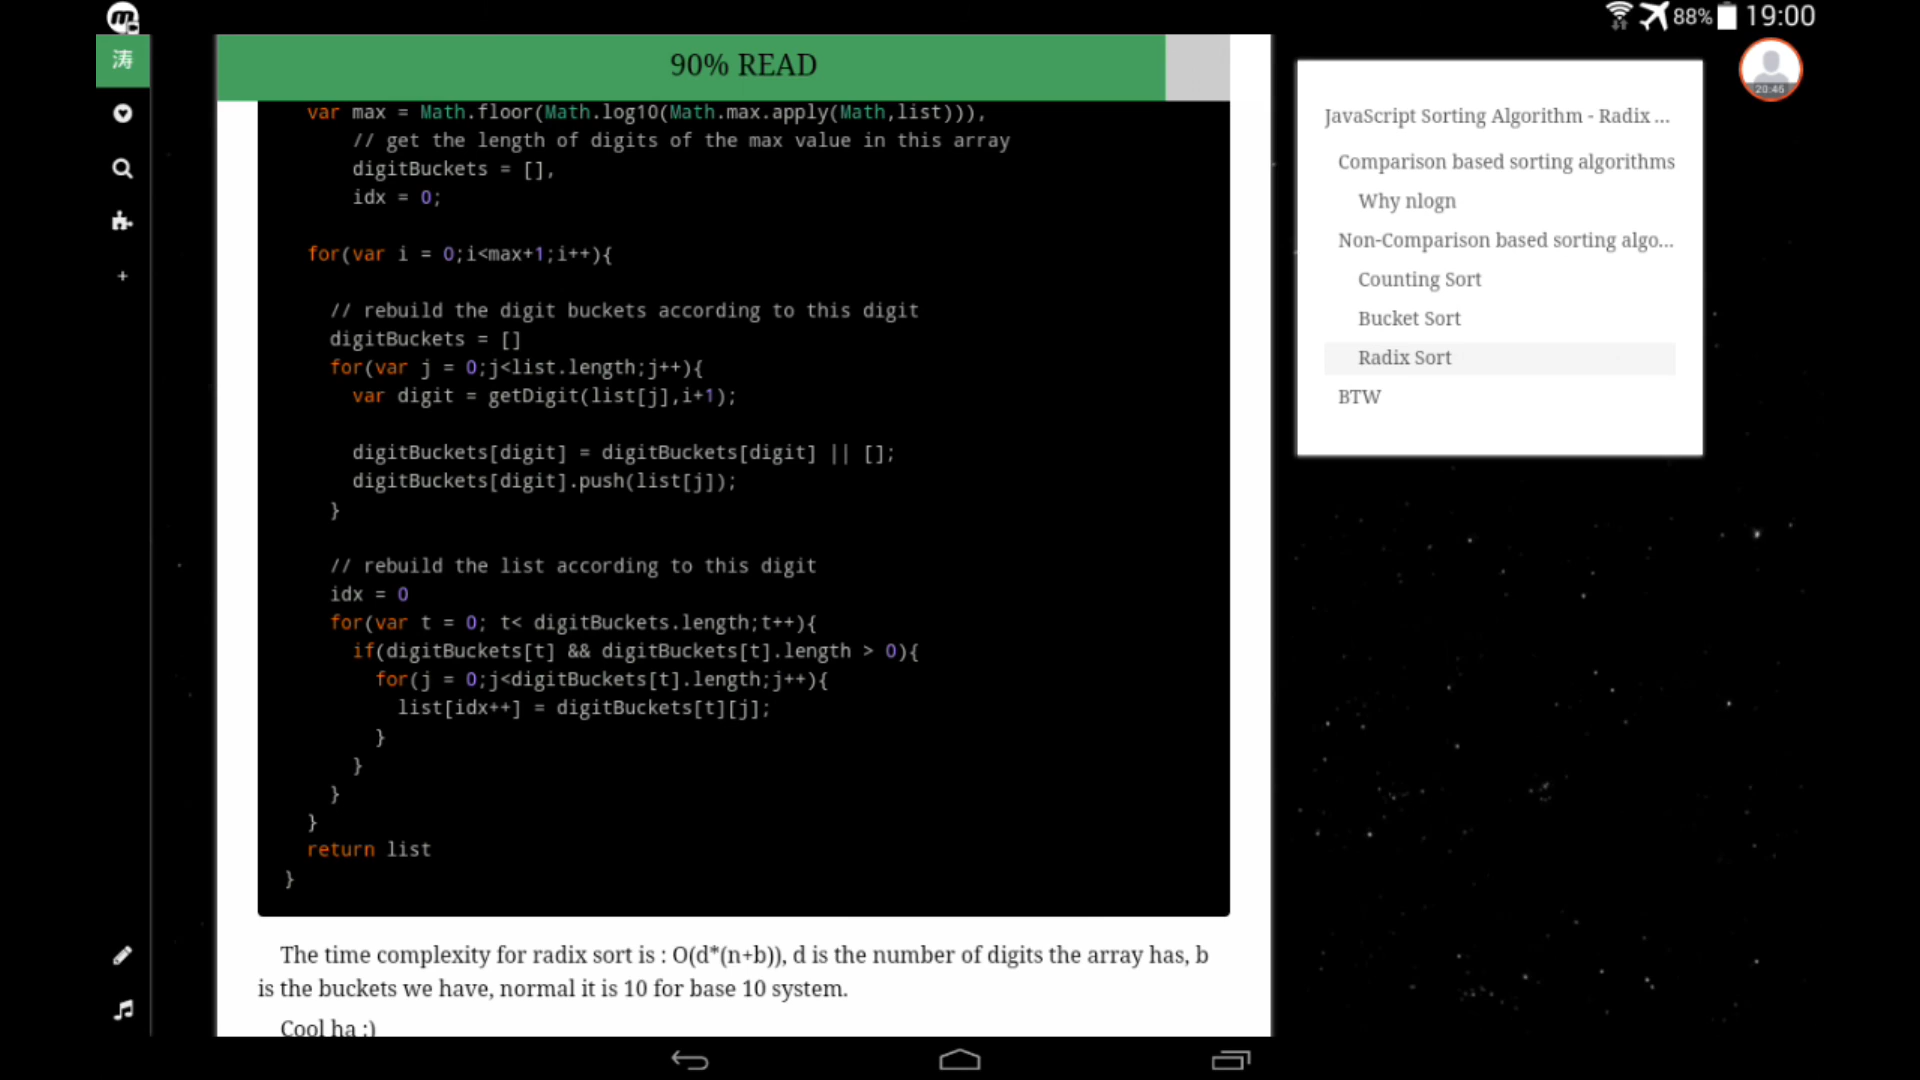 88% 19:00
涛
20:46
90% READ
var max = Math.floor(Math.log10(Math.max.apply(Math,list))),
// get the length of digits of the max value in this array
digitBuckets = [],
idx = 0;
for(var i = 0;i<max+1;i++){
// rebuild the digit buckets according to this digit
digitBuckets = []
for(var j = 0;j<list.length;j++){
var digit = getDigit(list[j],i+1);
digitBuckets[digit] = digitBuckets[digit] || [];
digitBuckets[digit].push(list[j]);
}
// rebuild the list according to this digit
idx = 0
for(var t = 0; t< digitBuckets.length;t++){
if(digitBuckets[t] && digitBuckets[t].length > 0){
for(j = 0;j<digitBuckets[t].length;j++){
list[idx++] = digitBuckets[t][j];
}
}
}
}
return list
}
The time complexity for radix sort is : O(d*(n+b)), d is the number of digits the array has, b
is the buckets we have, normal it is 10 for base 10 system.
Cool ha :)
JavaScript Sorting Algorithm - Radix ...
Comparison based sorting algorithms
Why nlogn
Non-Comparison based sorting algo...
Counting Sort
Bucket Sort
Radix Sort
BTW